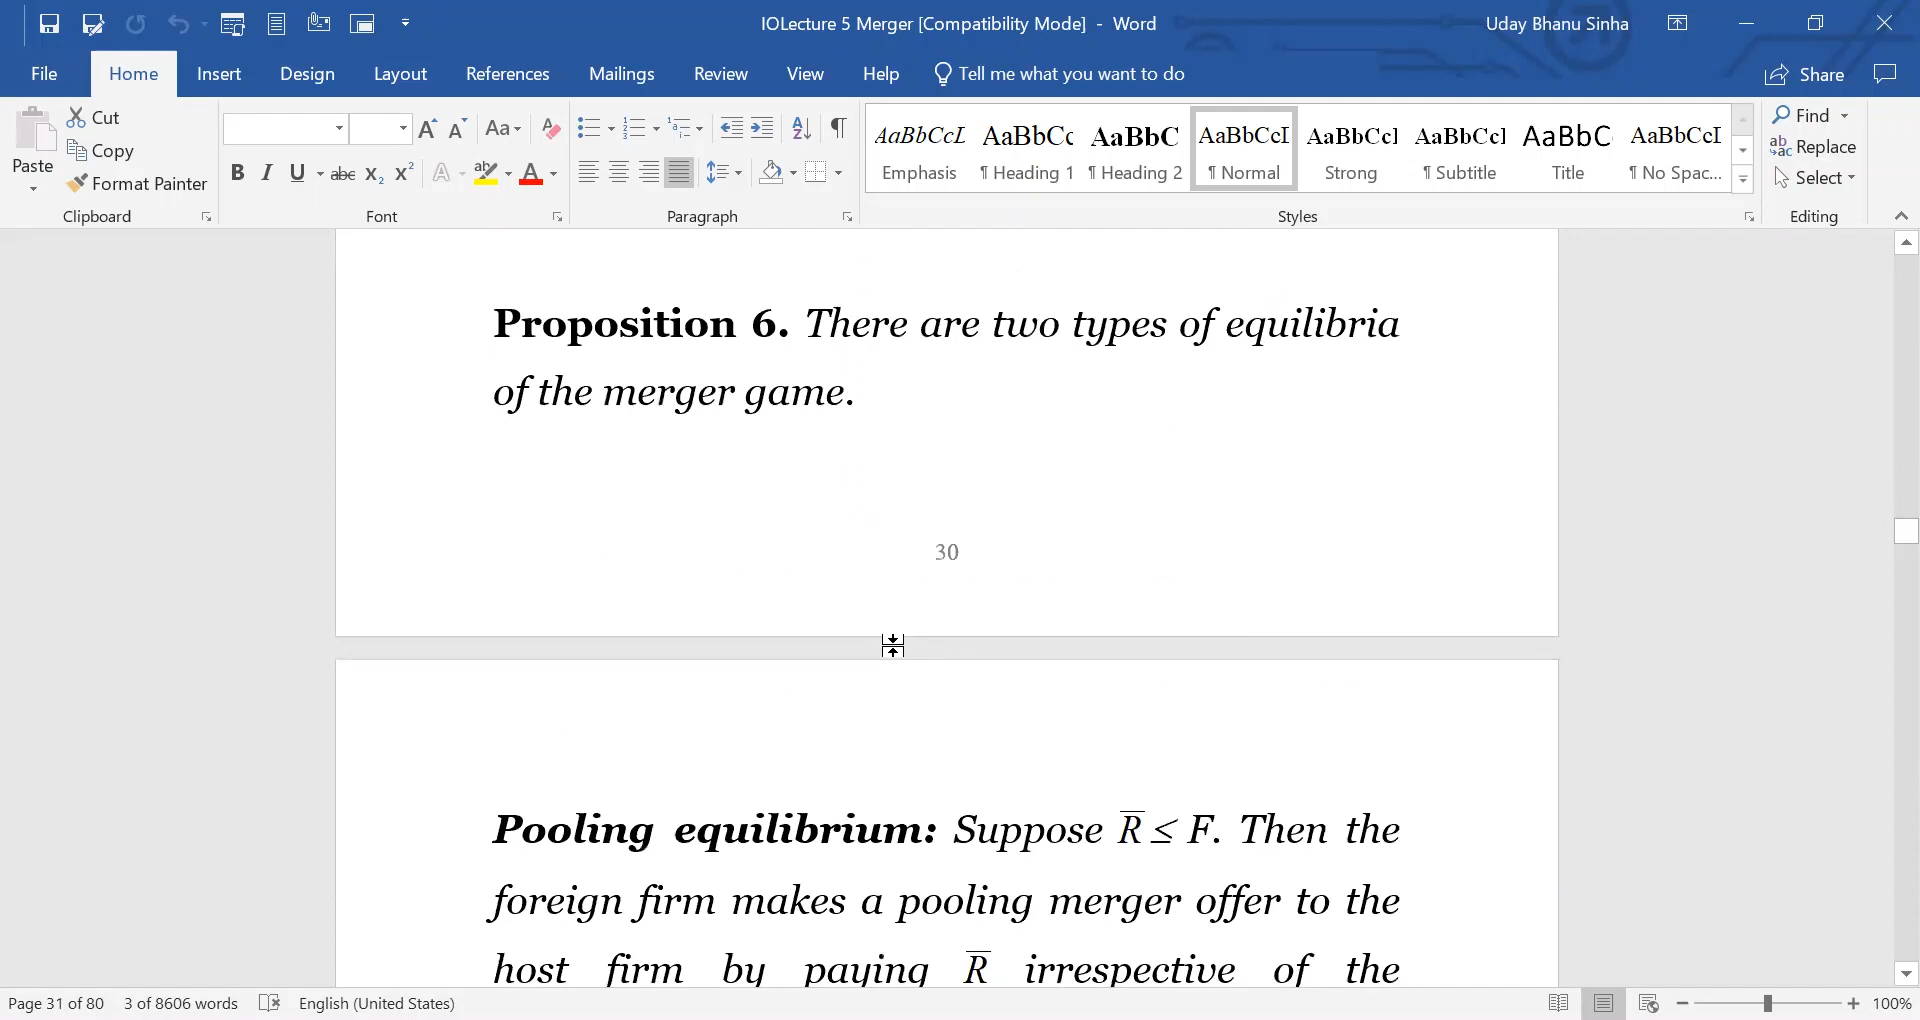 IOLecture 5 Merger [Compatibility Mode] - Word
Uday Bhanu Sinha
File Home Insert Design Layout References Mailings Review View Help Tell me what you want to do Share
Paste
Cut
Copy
Format Painter
Clipboard
Aa
B I U abc X₂ X² A A
Font
Paragraph
AaBbCcL AaBbCc AaBbC AaBbCcI AaBbCcl AaBbCcl AaBbC AaBbCcI
Emphasis ¶ Heading 1 ¶ Heading 2 ¶ Normal Strong ¶ Subtitle Title ¶ No Spac...
Styles
Find
Replace
Select
Editing
Proposition 6. There are two types of equilibria
of the merger game.
30
Pooling equilibrium: Suppose R̅ ≤ F. Then the
foreign firm makes a pooling merger offer to the
host firm by paying R̅ irrespective of the
Page 31 of 80 3 of 8606 words English (United States) 100%